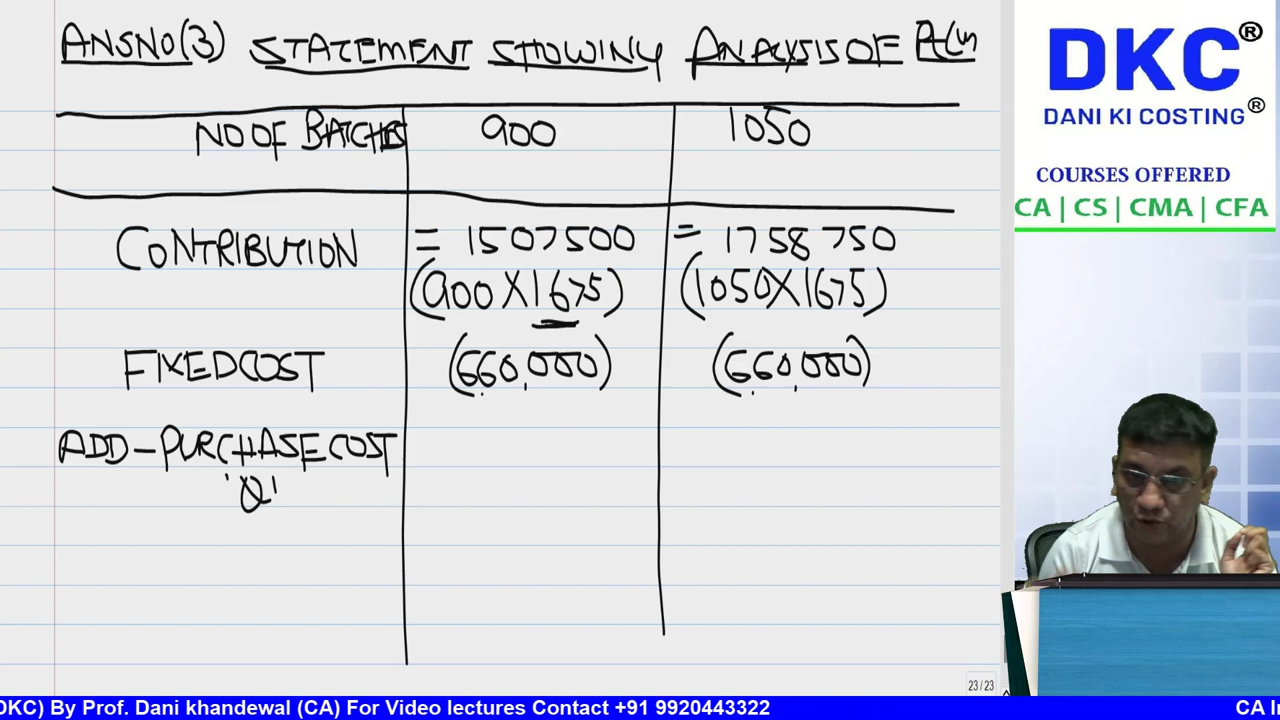 ANSNO(3) STATEMENT SHOWING ANALYSIS OF
NO OF BATCHES 900 1050
CONTRIBUTION = 1507500 = 1758750
(900 X 1675) (1050 X 1675)
FIXED COST (660,000) (660,000)
ADD - PURCHASE COST
'Q'
DKC®
DANI KI COSTING®
COURSES OFFERED
CA | CS | CMA | CFA
23 / 23
DKC) By Prof. Dani khandewal (CA) For Video lectures Contact +91 9920443322